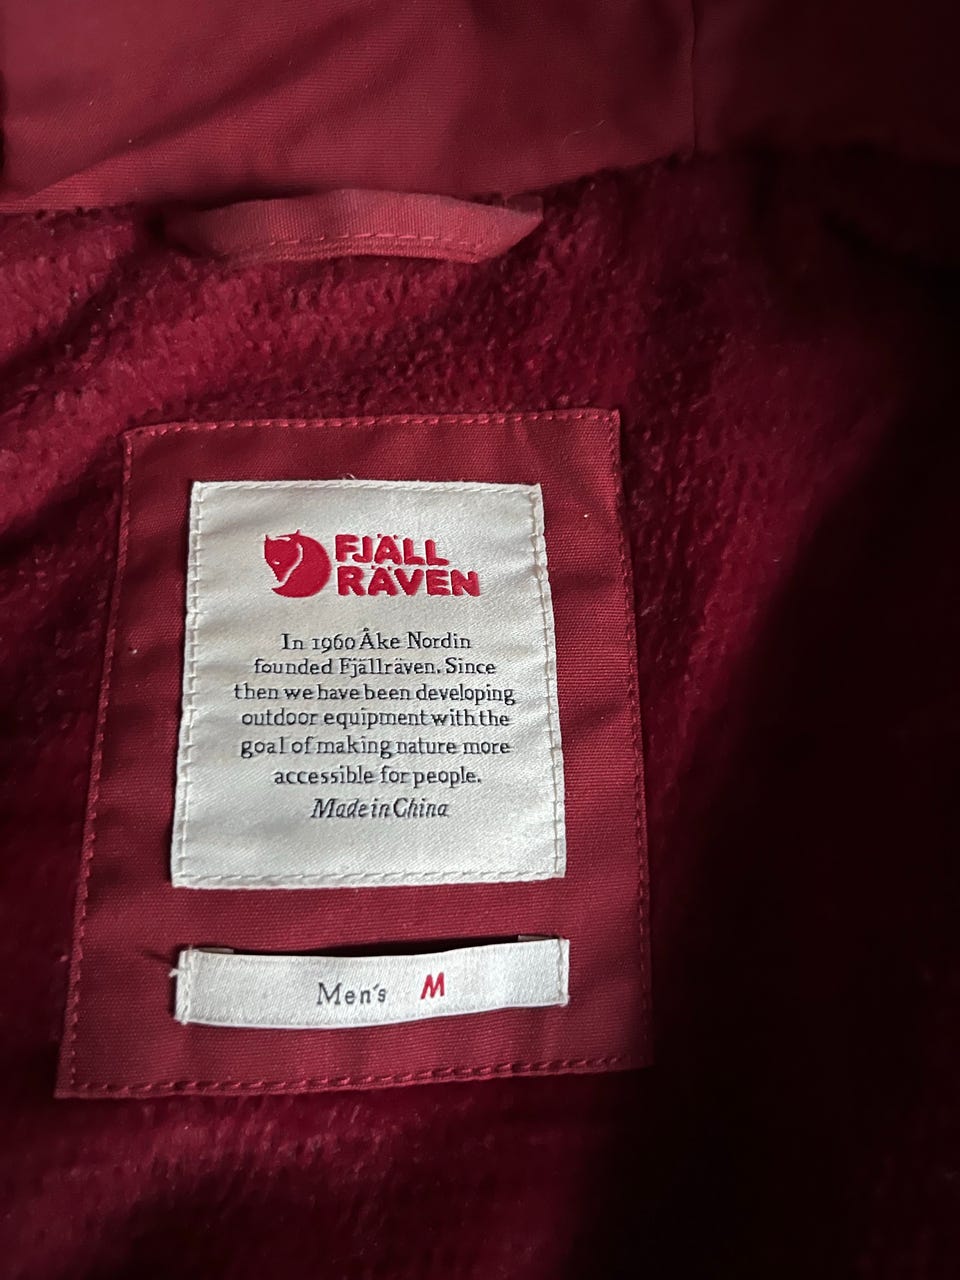 FJÄLL
RÄVEN
In 1960 Åke Nordin
founded Fjällräven. Since
then we have been developing
outdoor equipment with the
goal of making nature more
accessible for people.
Made in China
Men's M